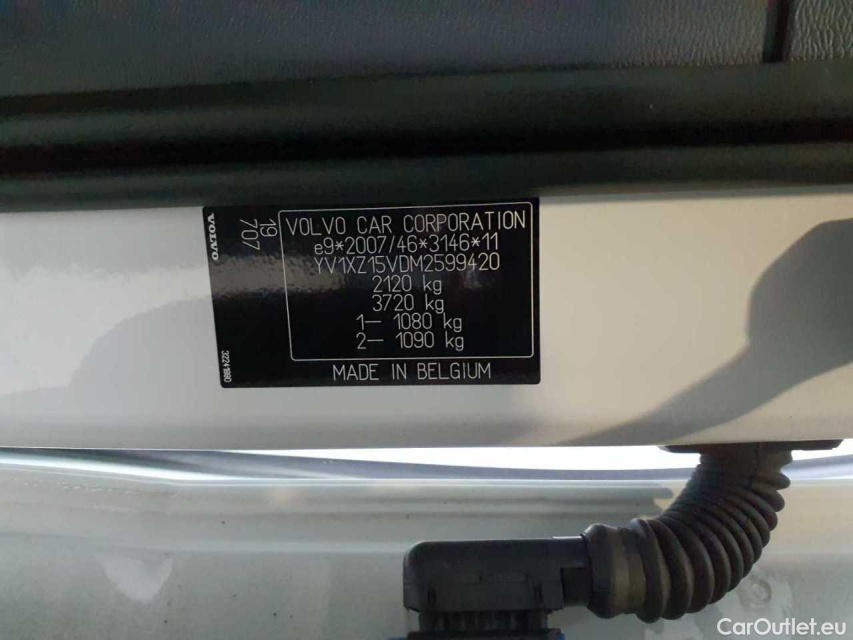 VOLVO
19
707
VOLVO CAR CORPORATION
e9*2007/46*3146*11
YV1XZ15VDM2599420
2120 kg
3720 kg
1— 1080 kg
2— 1090 kg
MADE IN BELGIUM
32241690
CarOutlet.eu